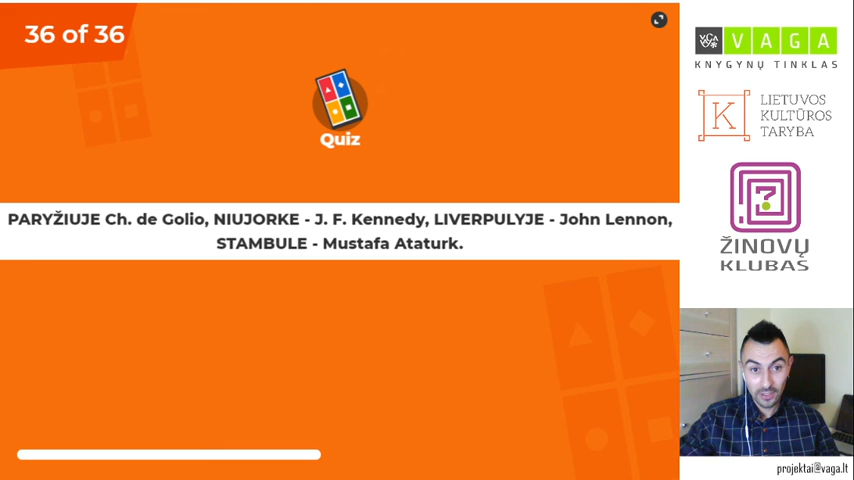 36 of 36
Quiz
PARYŽIUJE Ch. de Golio, NIUJORKE - J. F. Kennedy, LIVERPULYJE - John Lennon,
STAMBULE - Mustafa Ataturk.
VAGA
KNYGYNŲ TINKLAS
K
LIETUVOS
KULTŪROS
TARYBA
?
ŽINOVŲ
KLUBAS
projektai@vaga.lt